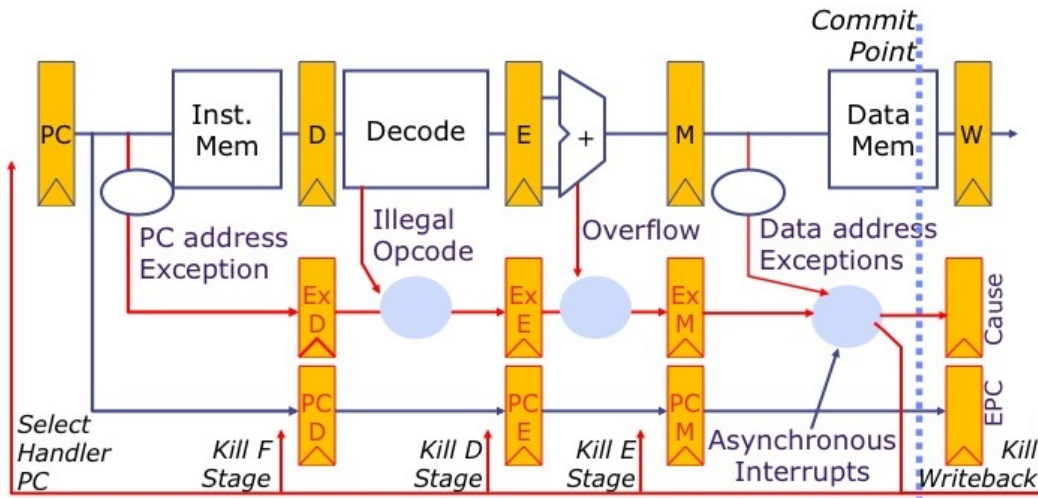 Commit
Point
PC
Inst.
Mem
D
Decode
E
+
M
Data
Mem
W
PC address
Exception
Illegal
Opcode
Overflow
Data address
Exceptions
Ex
D
Ex
E
Ex
M
Cause
PC
D
PC
E
PC
M
EPC
Select
Handler
PC
Kill F
Stage
Kill D
Stage
Kill E
Stage
Asynchronous
Interrupts
Kill
Writeback